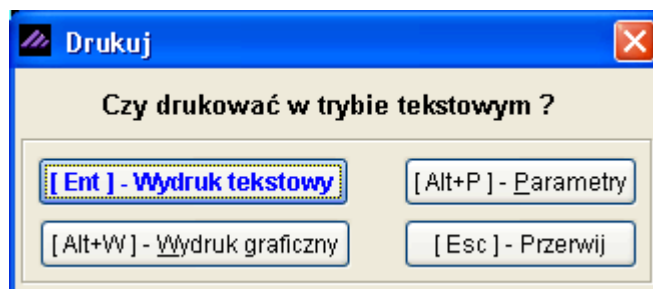 Drukuj
Czy drukować w trybie tekstowym ?
[ Ent ] - Wydruk tekstowy [ Alt+P ] - Parametry
[ Alt+W ] - Wydruk graficzny [ Esc ] - Przerwij